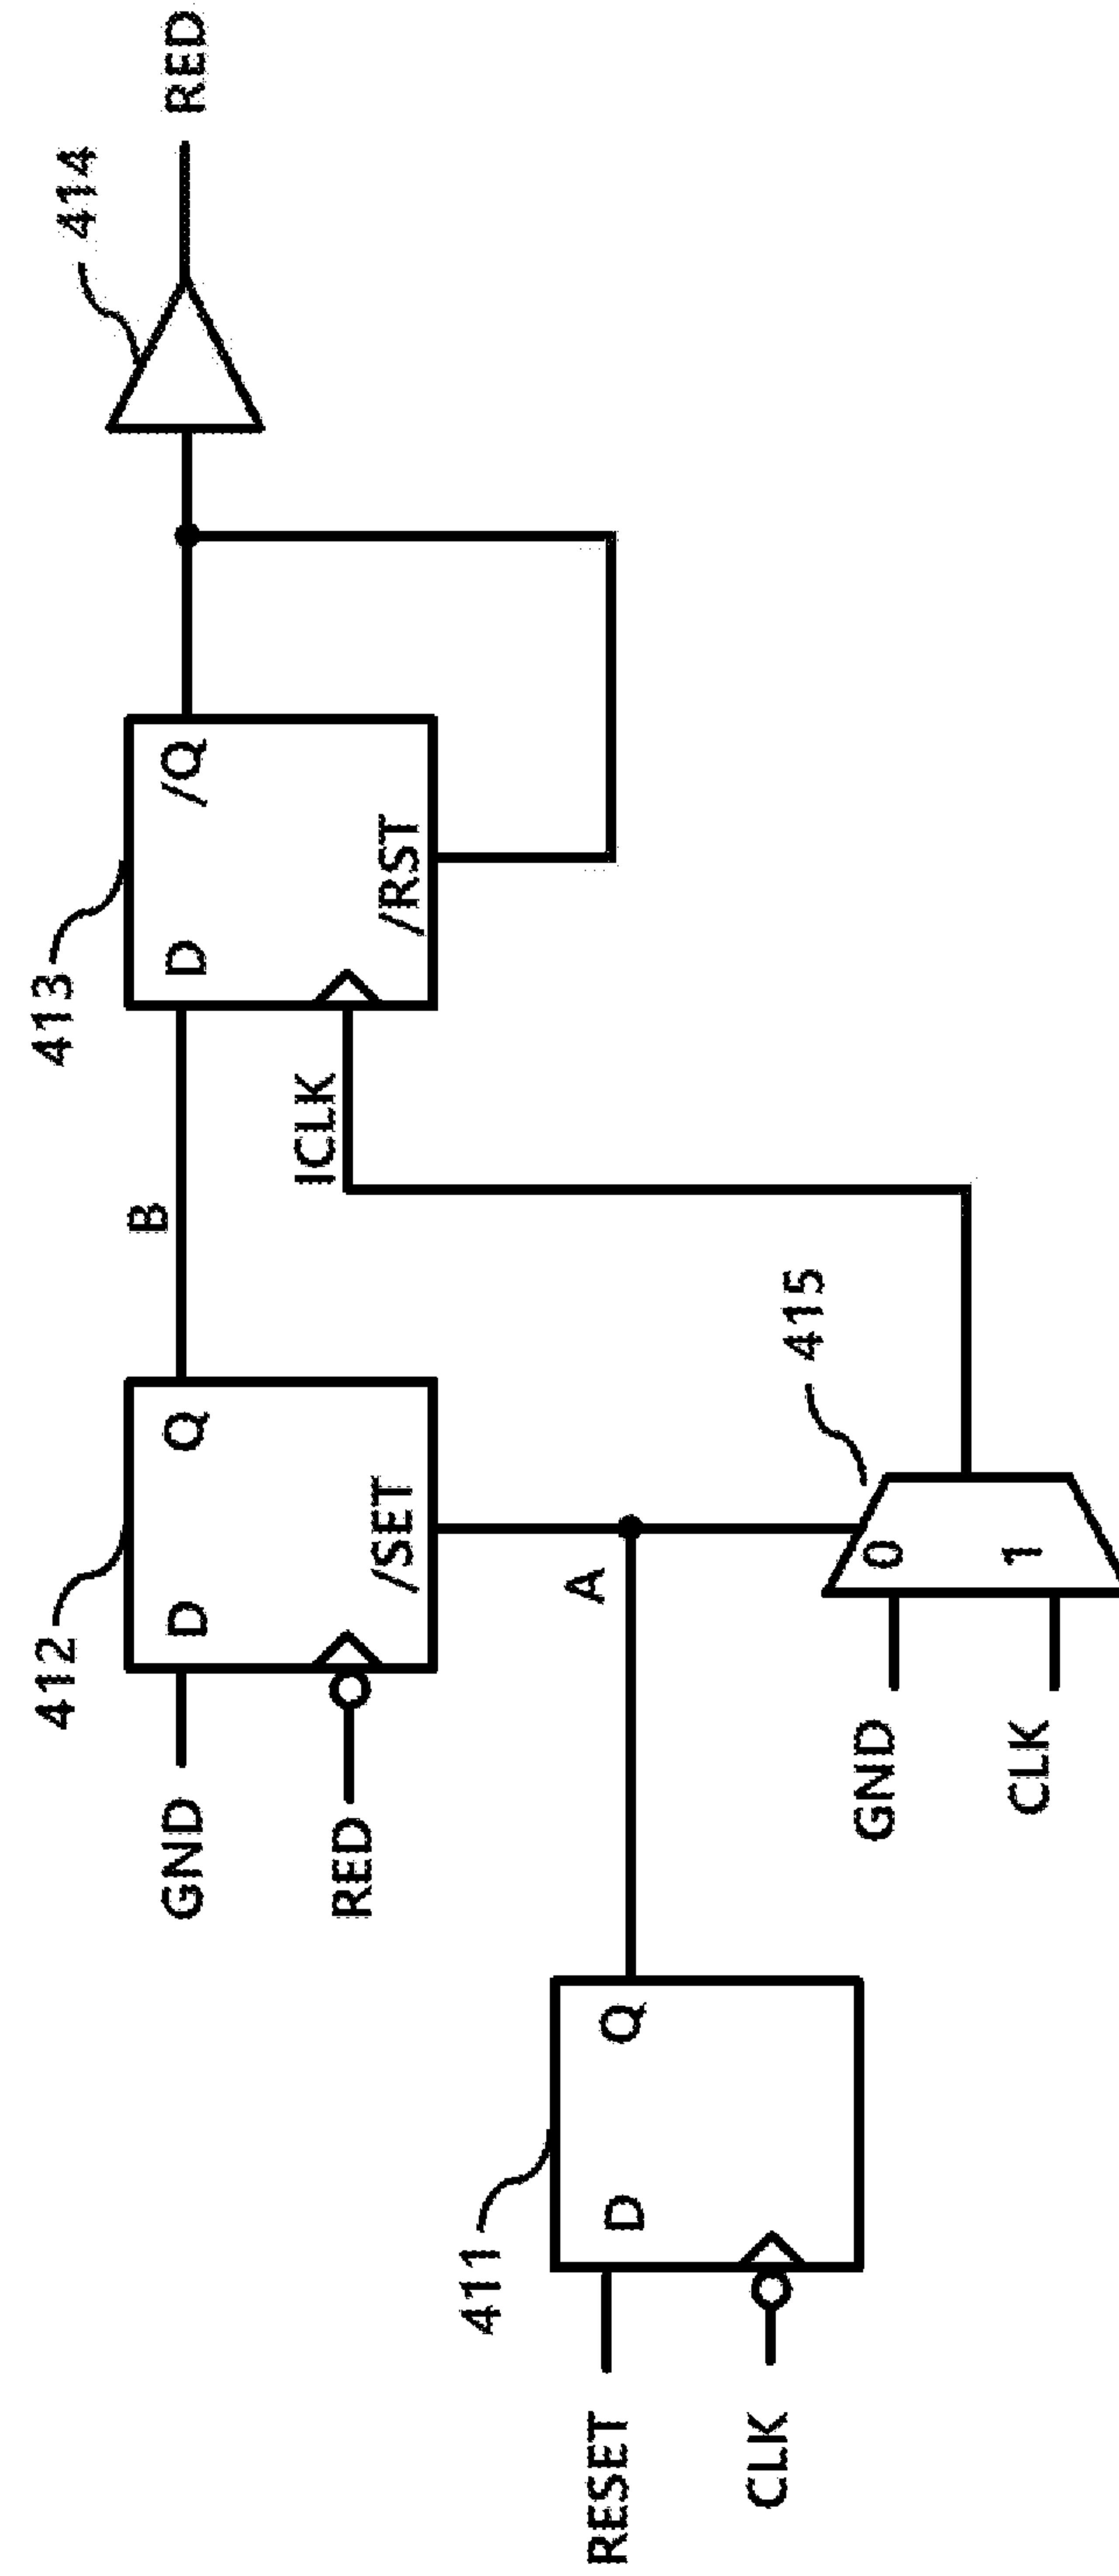 412
GND
D
Q
RED
/SET
B
413
D
/Q
ICLK
/RST
414
RED
411
RESET
D
Q
CLK
A
415
GND
0
CLK
1